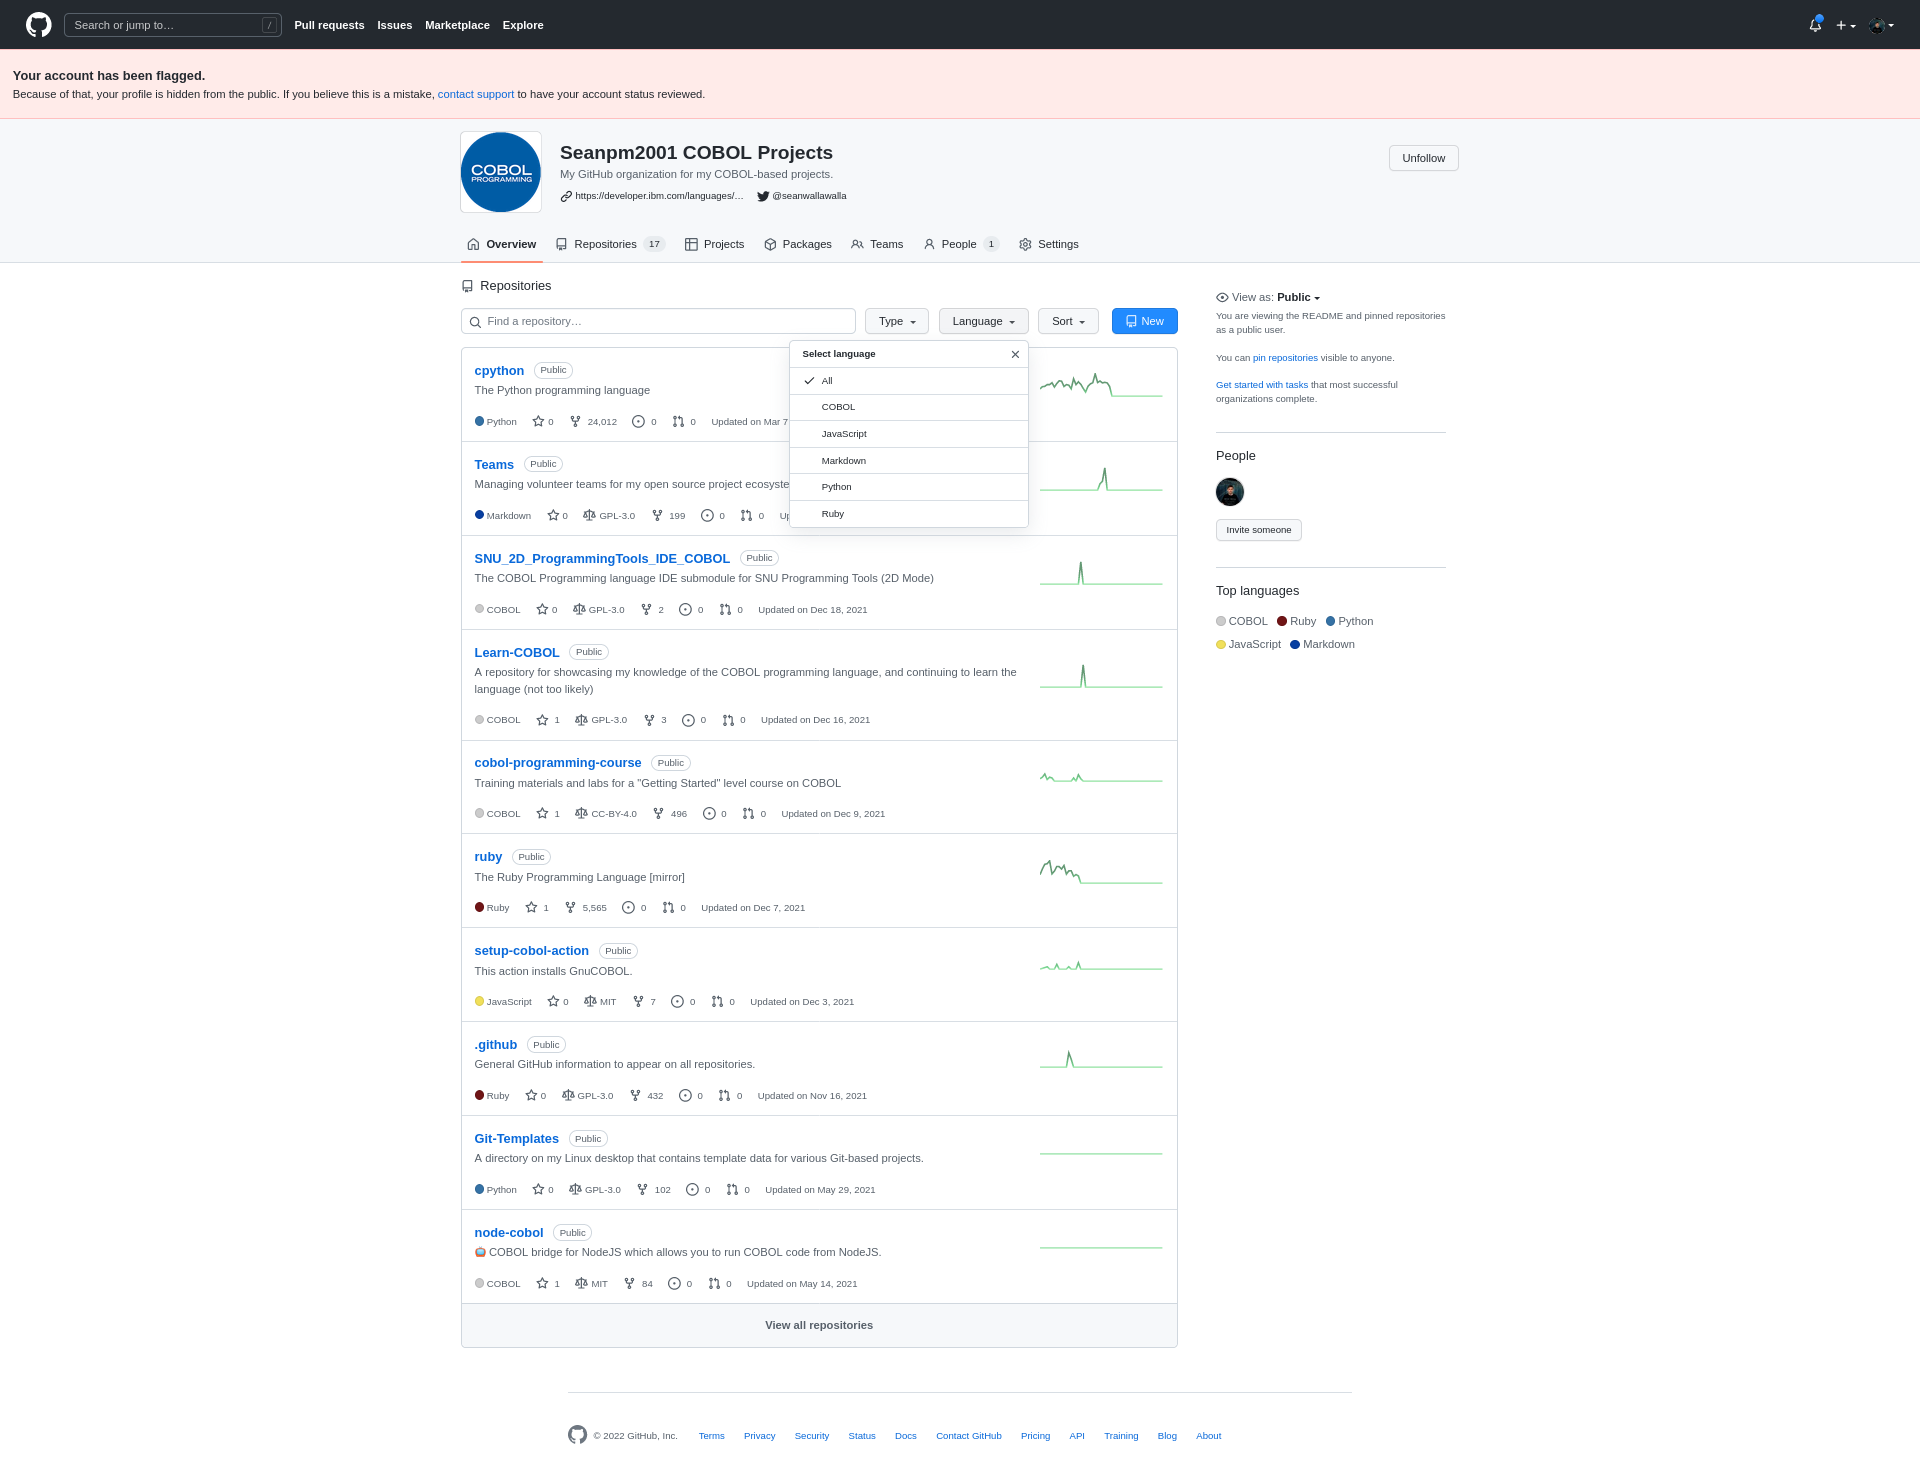 Search or jump to… /
Pull requests Issues Marketplace Explore
Your account has been flagged.
Because of that, your profile is hidden from the public. If you believe this is a mistake, contact support to have your account status reviewed.
COBOL
PROGRAMMING
Seanpm2001 COBOL Projects
My GitHub organization for my COBOL-based projects.
https://developer.ibm.com/languages/… @seanwallawalla
Unfollow
Overview Repositories 17 Projects Packages Teams People 1 Settings
Repositories
Find a repository…
Type Language Sort New
Select language
All
COBOL
JavaScript
Markdown
Python
Ruby
cpython Public
The Python programming language
Python 0 24,012 0 0 Updated on Mar 7
Teams Public
Managing volunteer teams for my open source project ecosyste
Markdown 0 GPL-3.0 199 0 0 Up
SNU_2D_ProgrammingTools_IDE_COBOL Public
The COBOL Programming language IDE submodule for SNU Programming Tools (2D Mode)
COBOL 0 GPL-3.0 2 0 0 Updated on Dec 18, 2021
Learn-COBOL Public
A repository for showcasing my knowledge of the COBOL programming language, and continuing to learn the
language (not too likely)
COBOL 1 GPL-3.0 3 0 0 Updated on Dec 16, 2021
cobol-programming-course Public
Training materials and labs for a "Getting Started" level course on COBOL
COBOL 1 CC-BY-4.0 496 0 0 Updated on Dec 9, 2021
ruby Public
The Ruby Programming Language [mirror]
Ruby 1 5,565 0 0 Updated on Dec 7, 2021
setup-cobol-action Public
This action installs GnuCOBOL.
JavaScript 0 MIT 7 0 0 Updated on Dec 3, 2021
.github Public
General GitHub information to appear on all repositories.
Ruby 0 GPL-3.0 432 0 0 Updated on Nov 16, 2021
Git-Templates Public
A directory on my Linux desktop that contains template data for various Git-based projects.
Python 0 GPL-3.0 102 0 0 Updated on May 29, 2021
node-cobol Public
COBOL bridge for NodeJS which allows you to run COBOL code from NodeJS.
COBOL 1 MIT 84 0 0 Updated on May 14, 2021
View all repositories
View as: Public
You are viewing the README and pinned repositories
as a public user.
You can pin repositories visible to anyone.
Get started with tasks that most successful
organizations complete.
People
Invite someone
Top languages
COBOL Ruby Python
JavaScript Markdown
© 2022 GitHub, Inc. Terms Privacy Security Status Docs Contact GitHub Pricing API Training Blog About